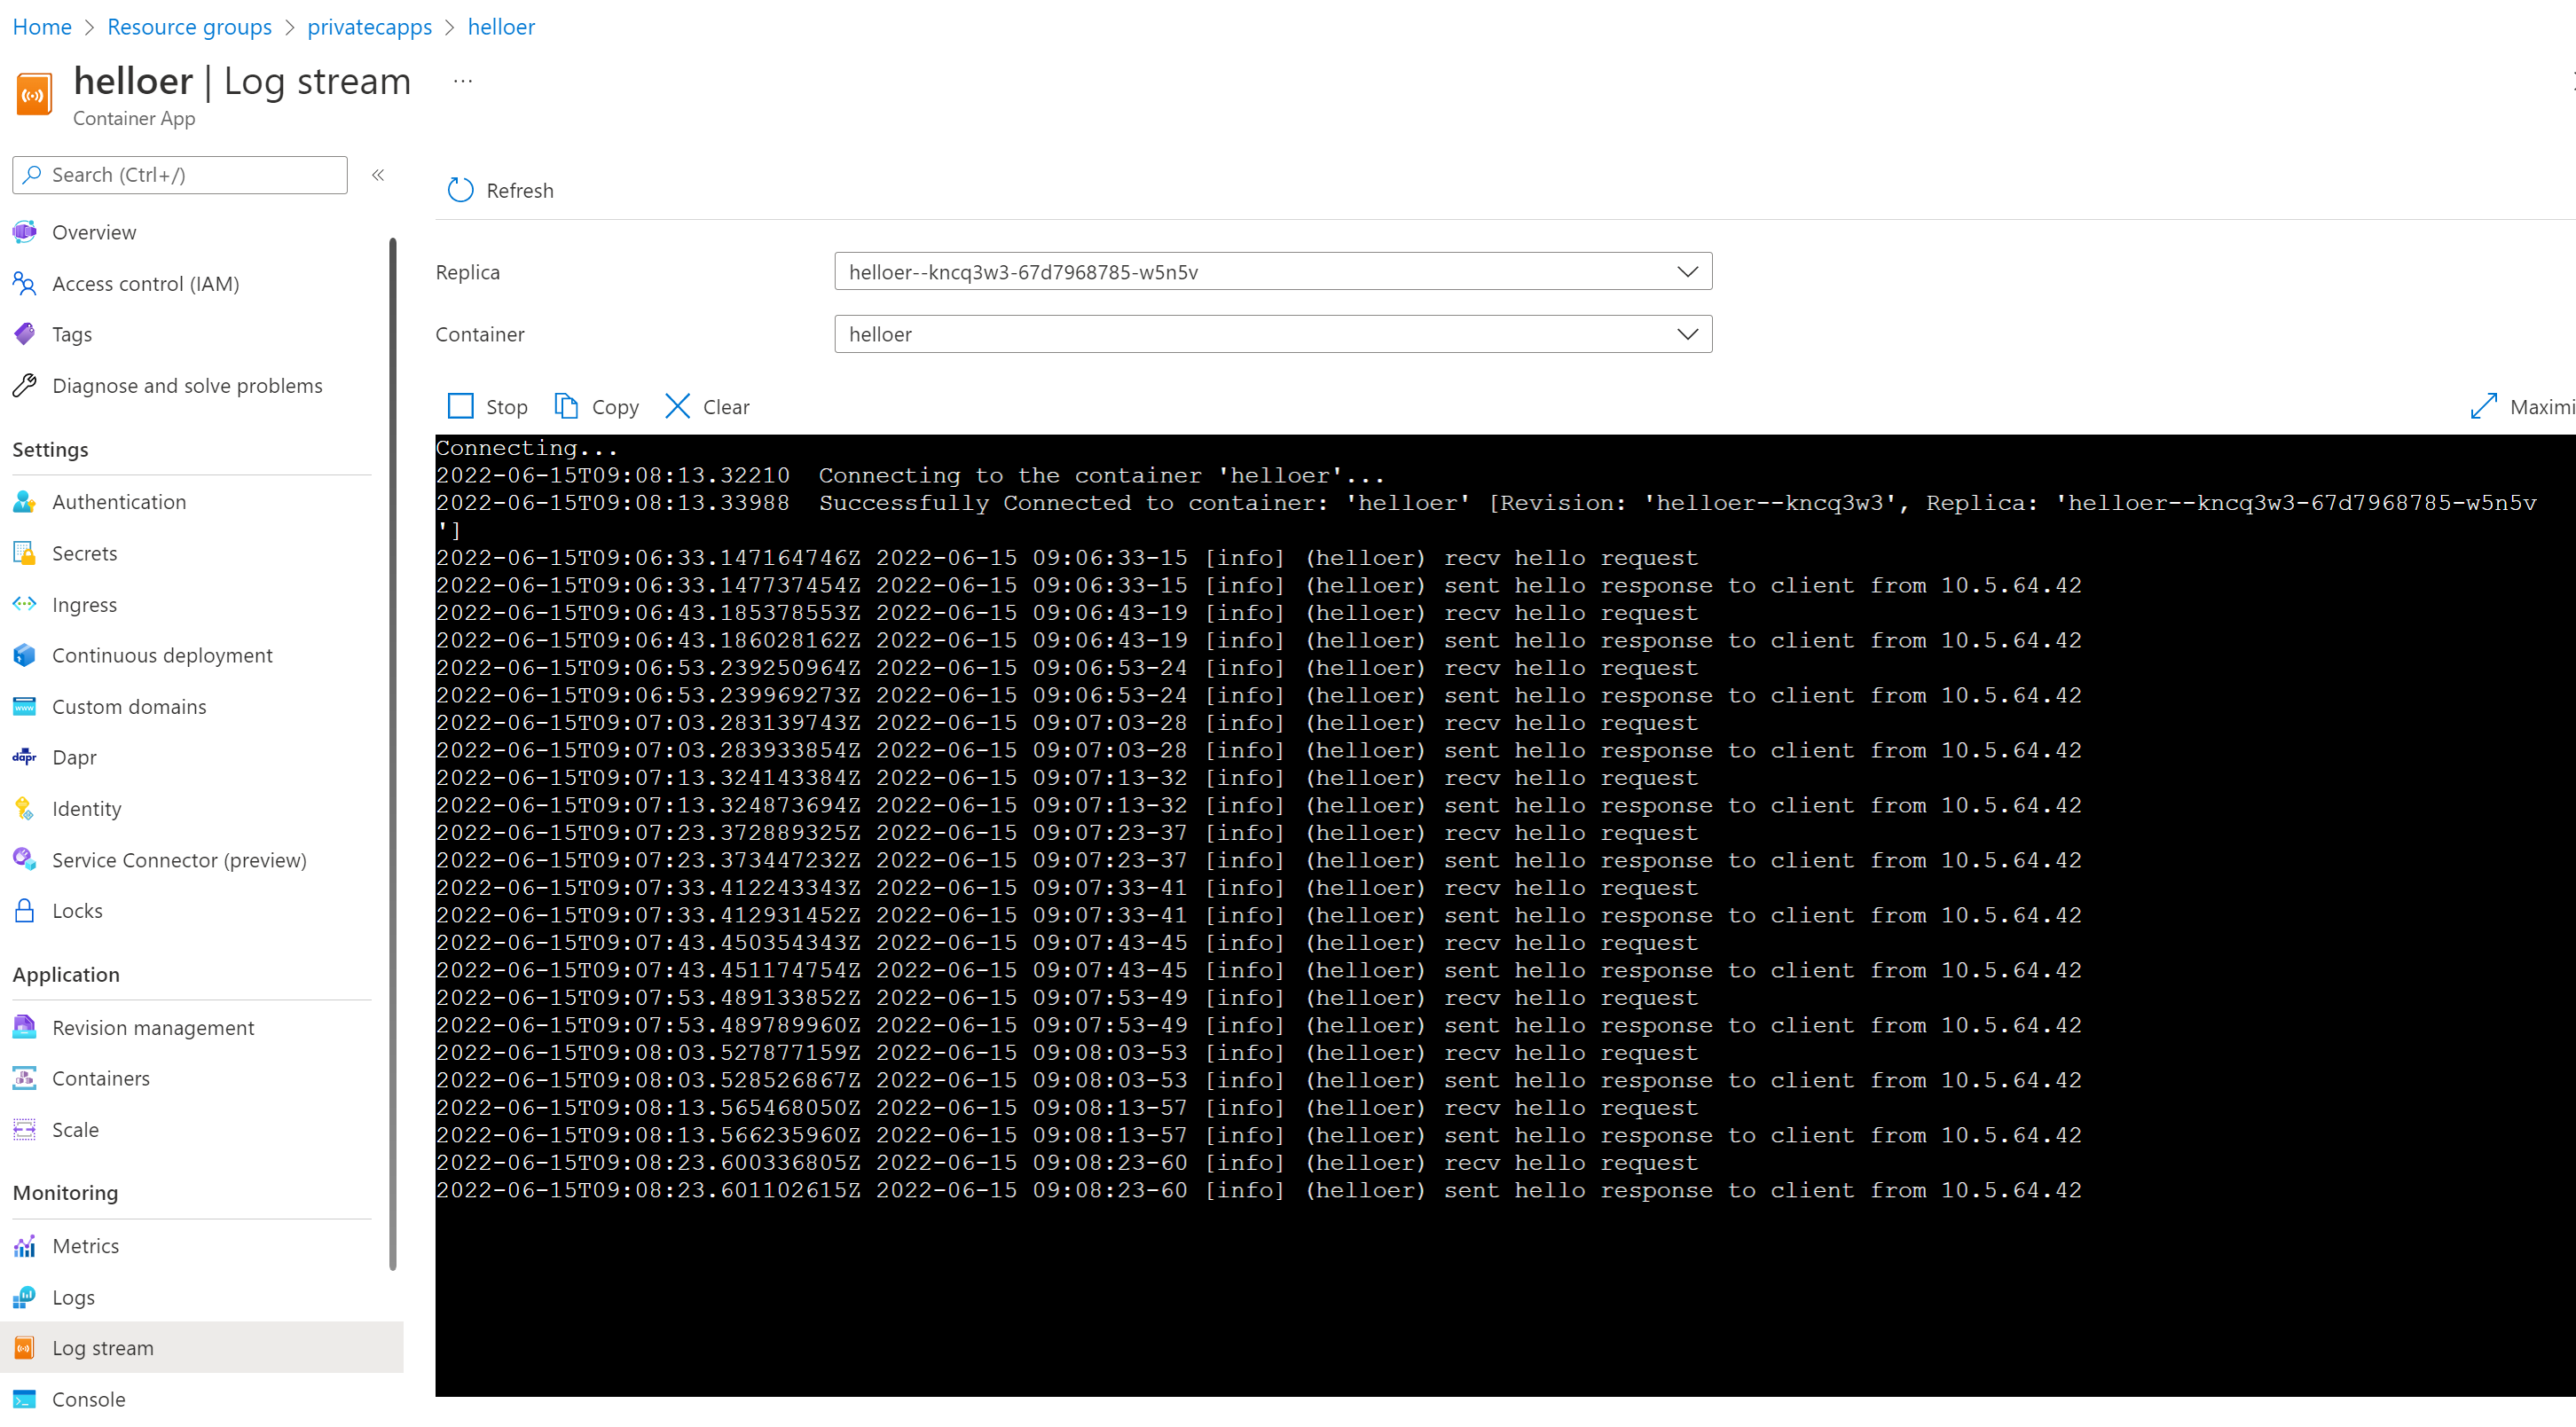 Home > Resource groups > privatecapps > helloer
helloer | Log stream ...
Container App
Search (Ctrl+/)
«
Overview
Access control (IAM)
Tags
Diagnose and solve problems
Settings
Authentication
Secrets
Ingress
Continuous deployment
Custom domains
dapr Dapr
Identity
Service Connector (preview)
Locks
Application
Revision management
Containers
Scale
Monitoring
Metrics
Logs
Log stream
Console
Refresh
Replica helloer--kncq3w3-67d7968785-w5n5v
Container helloer
Stop Copy Clear Maximi
Connecting...
2022-06-15T09:08:13.32210  Connecting to the container 'helloer'...
2022-06-15T09:08:13.33988  Successfully Connected to container: 'helloer' [Revision: 'helloer--kncq3w3', Replica: 'helloer--kncq3w3-67d7968785-w5n5v
']
2022-06-15T09:06:33.147164746Z 2022-06-15 09:06:33-15 [info] (helloer) recv hello request
2022-06-15T09:06:33.147737454Z 2022-06-15 09:06:33-15 [info] (helloer) sent hello response to client from 10.5.64.42
2022-06-15T09:06:43.185378553Z 2022-06-15 09:06:43-19 [info] (helloer) recv hello request
2022-06-15T09:06:43.186028162Z 2022-06-15 09:06:43-19 [info] (helloer) sent hello response to client from 10.5.64.42
2022-06-15T09:06:53.239250964Z 2022-06-15 09:06:53-24 [info] (helloer) recv hello request
2022-06-15T09:06:53.239969273Z 2022-06-15 09:06:53-24 [info] (helloer) sent hello response to client from 10.5.64.42
2022-06-15T09:07:03.283139743Z 2022-06-15 09:07:03-28 [info] (helloer) recv hello request
2022-06-15T09:07:03.283933854Z 2022-06-15 09:07:03-28 [info] (helloer) sent hello response to client from 10.5.64.42
2022-06-15T09:07:13.324143384Z 2022-06-15 09:07:13-32 [info] (helloer) recv hello request
2022-06-15T09:07:13.324873694Z 2022-06-15 09:07:13-32 [info] (helloer) sent hello response to client from 10.5.64.42
2022-06-15T09:07:23.372889325Z 2022-06-15 09:07:23-37 [info] (helloer) recv hello request
2022-06-15T09:07:23.373447232Z 2022-06-15 09:07:23-37 [info] (helloer) sent hello response to client from 10.5.64.42
2022-06-15T09:07:33.412243343Z 2022-06-15 09:07:33-41 [info] (helloer) recv hello request
2022-06-15T09:07:33.412931452Z 2022-06-15 09:07:33-41 [info] (helloer) sent hello response to client from 10.5.64.42
2022-06-15T09:07:43.450354343Z 2022-06-15 09:07:43-45 [info] (helloer) recv hello request
2022-06-15T09:07:43.451174754Z 2022-06-15 09:07:43-45 [info] (helloer) sent hello response to client from 10.5.64.42
2022-06-15T09:07:53.489133852Z 2022-06-15 09:07:53-49 [info] (helloer) recv hello request
2022-06-15T09:07:53.489789960Z 2022-06-15 09:07:53-49 [info] (helloer) sent hello response to client from 10.5.64.42
2022-06-15T09:08:03.527877159Z 2022-06-15 09:08:03-53 [info] (helloer) recv hello request
2022-06-15T09:08:03.528526867Z 2022-06-15 09:08:03-53 [info] (helloer) sent hello response to client from 10.5.64.42
2022-06-15T09:08:13.565468050Z 2022-06-15 09:08:13-57 [info] (helloer) recv hello request
2022-06-15T09:08:13.566235960Z 2022-06-15 09:08:13-57 [info] (helloer) sent hello response to client from 10.5.64.42
2022-06-15T09:08:23.600336805Z 2022-06-15 09:08:23-60 [info] (helloer) recv hello request
2022-06-15T09:08:23.601102615Z 2022-06-15 09:08:23-60 [info] (helloer) sent hello response to client from 10.5.64.42